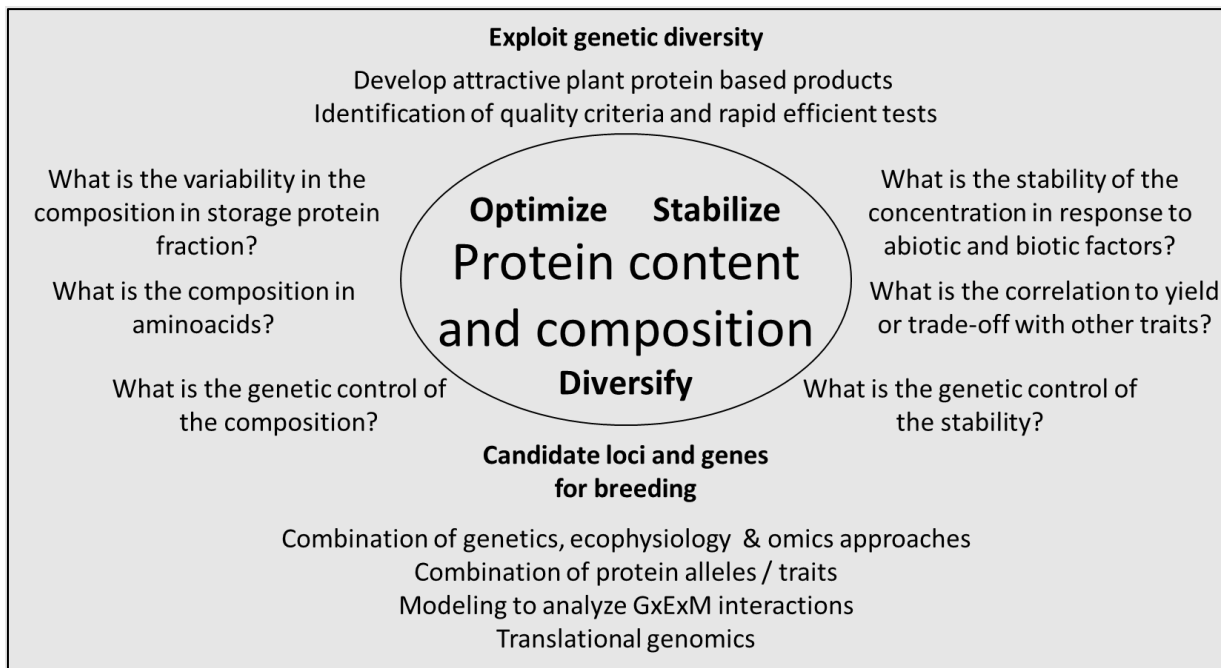 Exploit genetic diversity
Develop attractive plant protein based products
Identification of quality criteria and rapid efficient tests
What is the variability in the
composition in storage protein
fraction?
What is the composition in
aminoacids?
What is the genetic control of
the composition?
Optimize Stabilize
Protein content
and composition
Diversify
What is the stability of the
concentration in response to
abiotic and biotic factors?
What is the correlation to yield
or trade-off with other traits?
What is the genetic control of
the stability?
Candidate loci and genes
for breeding
Combination of genetics, ecophysiology & omics approaches
Combination of protein alleles / traits
Modeling to analyze GxExM interactions
Translational genomics